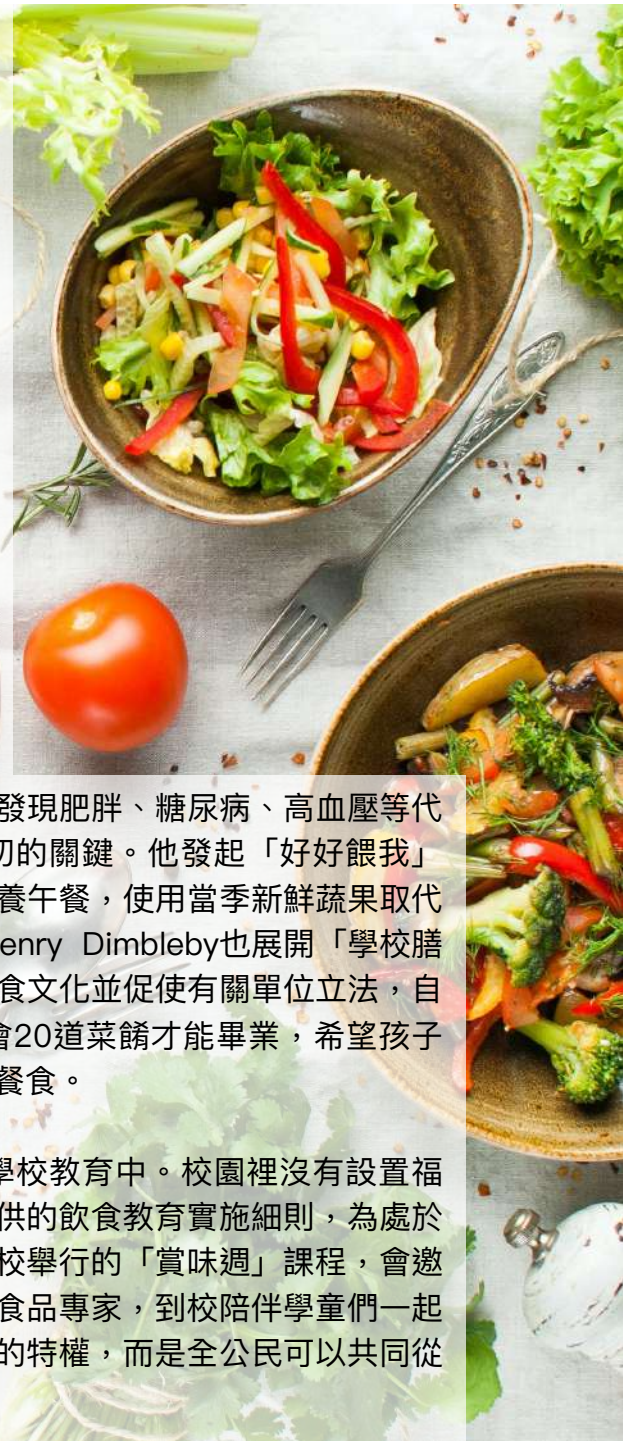 發現肥胖、糖尿病、高血壓等代
切的關鍵。他發起「好好餵我」
養午餐，使用當季新鮮蔬果取代
enry Dimbleby也展開「學校膳
食文化並促使有關單位立法，自
會20道菜餚才能畢業，希望孩子
餐食。
學校教育中。校園裡沒有設置福
供的飲食教育實施細則，為處於
校舉行的「賞味週」課程，會邀
食品專家，到校陪伴學童們一起
的特權，而是全公民可以共同從